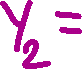 y₂ =